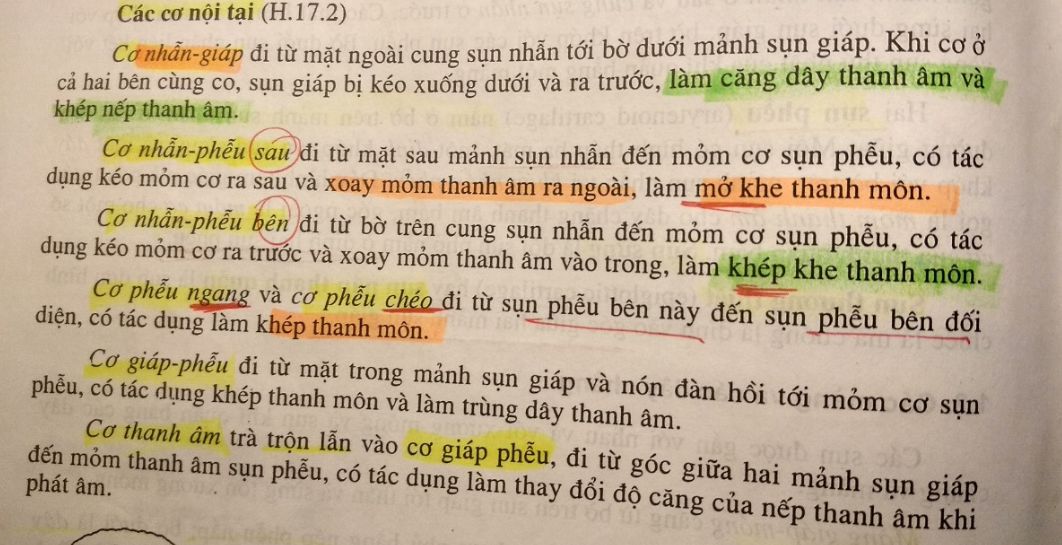 Các cơ nội tại (H.17.2)
Cơ nhẫn-giáp đi từ mặt ngoài cung sụn nhẫn tới bờ dưới mảnh sụn giáp. Khi cơ ở
cả hai bên cùng co, sụn giáp bị kéo xuống dưới và ra trước, làm căng dây thanh âm và
khép nếp thanh âm.
Cơ nhẫn-phễu sau đi từ mặt sau mảnh sụn nhẫn đến mỏm cơ sụn phễu, có tác
dụng kéo mỏm cơ ra sau và xoay mỏm thanh âm ra ngoài, làm mở khe thanh môn.
Cơ nhẫn-phễu bên đi từ bờ trên cung sụn nhẫn đến mỏm cơ sụn phễu, có tác
dụng kéo mỏm cơ ra trước và xoay mỏm thanh âm vào trong, làm khép khe thanh môn.
Cơ phễu ngang và cơ phễu chéo đi từ sụn phễu bên này đến sụn phễu bên đối
diện, có tác dụng làm khép thanh môn.
Cơ giáp-phễu đi từ mặt trong mảnh sụn giáp và nón đàn hồi tới mỏm cơ sụn
phễu, có tác dụng khép thanh môn và làm trùng dây thanh âm.
Cơ thanh âm trà trộn lẫn vào cơ giáp phễu, đi từ góc giữa hai mảnh sụn giáp
đến mỏm thanh âm sụn phễu, có tác dụng làm thay đổi độ căng của nếp thanh âm khi
phát âm.